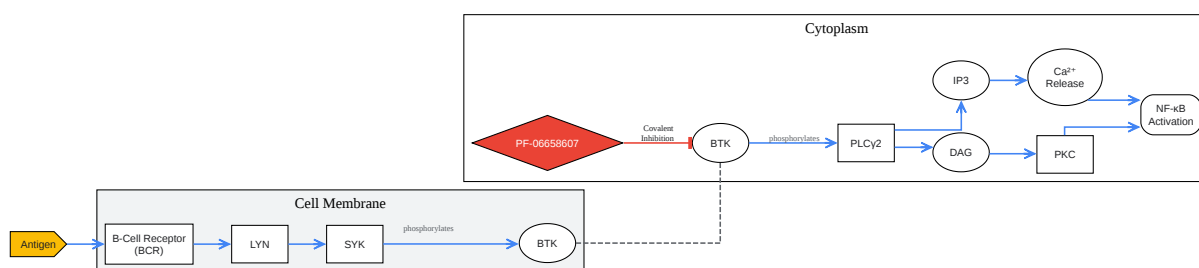 Cytoplasm
IP3
Ca²⁺
Release
NF-κB
Activation
PF-06658607
Covalent
Inhibition
BTK
phosphorylates
PLCγ2
DAG
PKC
Cell Membrane
Antigen
B-Cell Receptor
(BCR)
LYN
SYK
phosphorylates
BTK